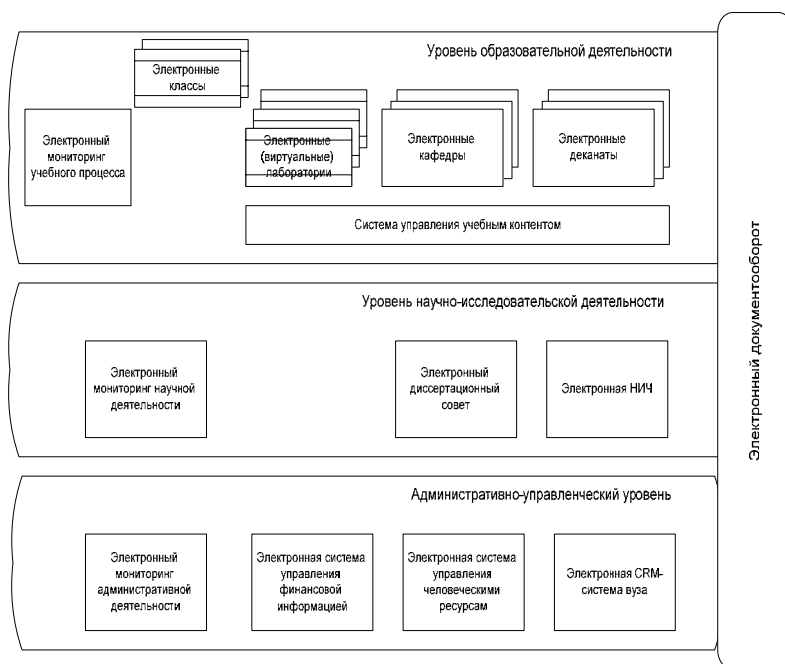 Уровень образовательной деятельности
Электронные
классы
Электронный
мониторинг
учебного процесса
Электронные
(виртуальные)
лаборатории
Электронные
кафедры
Электронные
деканаты
Система управления учебным контентом
Уровень научно-исследовательской деятельности
Электронный
мониторинг научной
деятельности
Электронный
диссертационный
совет
Электронная НИЧ
Административно-управленческий уровень
Электронный
мониторинг
административной
деятельности
Электронная система
управления
финансовой
информацией
Электронная система
управления
человеческими
ресурсам
Электронная CRM-
система вуза
Электронный документооборот